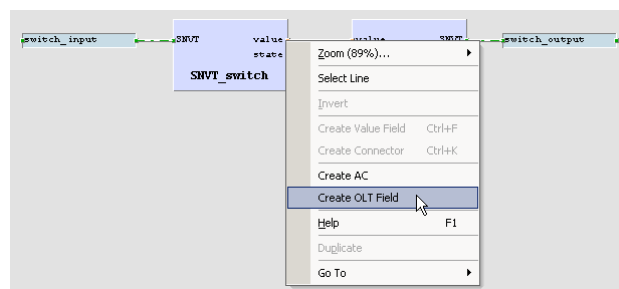 switch_input
SNVT value
state
SNVT_switch
value SNVT
switch_output
Zoom (89%)...
Select Line
Invert
Create Value Field Ctrl+F
Create Connector Ctrl+K
Create AC
Create OLT Field
Help F1
Duplicate
Go To